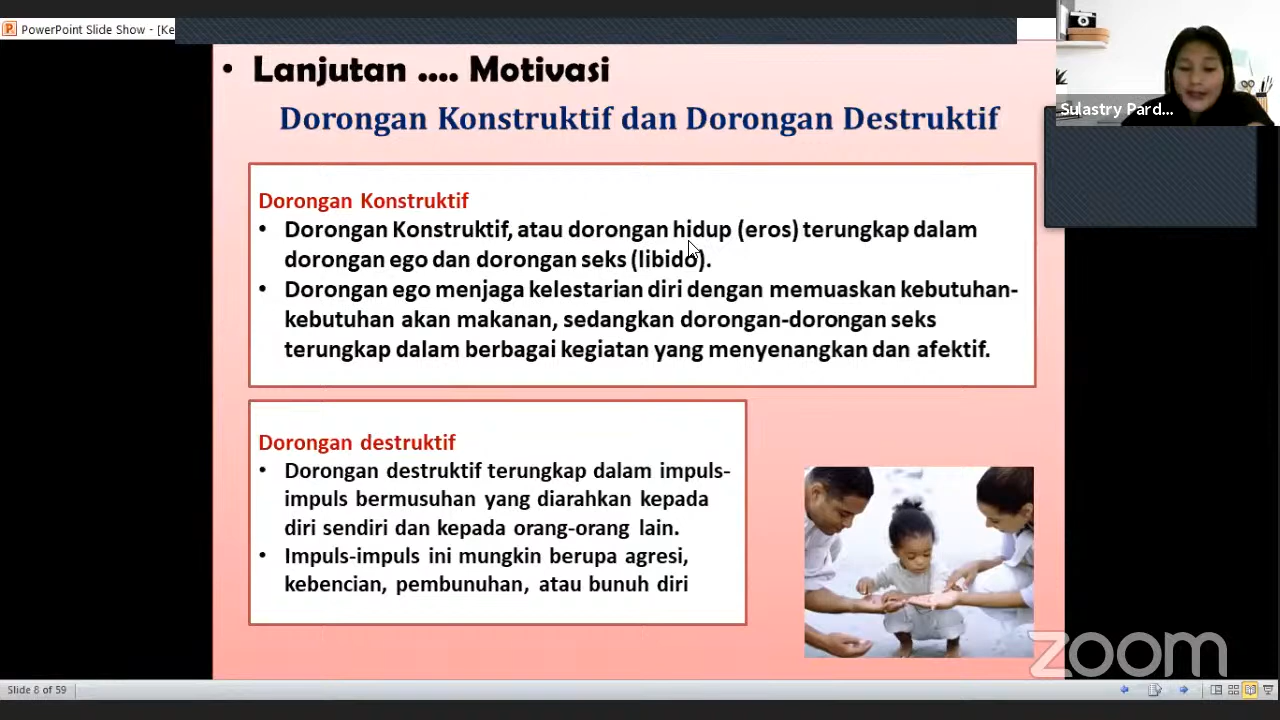 PowerPoint Slide Show - [Ke
• Lanjutan .... Motivasi
Dorongan Konstruktif dan Dorongan Destruktif
Sulastry Pard...
Dorongan Konstruktif
• Dorongan Konstruktif, atau dorongan hidup (eros) terungkap dalam
dorongan ego dan dorongan seks (libido).
• Dorongan ego menjaga kelestarian diri dengan memuaskan kebutuhan-
kebutuhan akan makanan, sedangkan dorongan-dorongan seks
terungkap dalam berbagai kegiatan yang menyenangkan dan afektif.
Dorongan destruktif
• Dorongan destruktif terungkap dalam impuls-
impuls bermusuhan yang diarahkan kepada
diri sendiri dan kepada orang-orang lain.
• Impuls-impuls ini mungkin berupa agresi,
kebencian, pembunuhan, atau bunuh diri
zoom
Slide 8 of 59